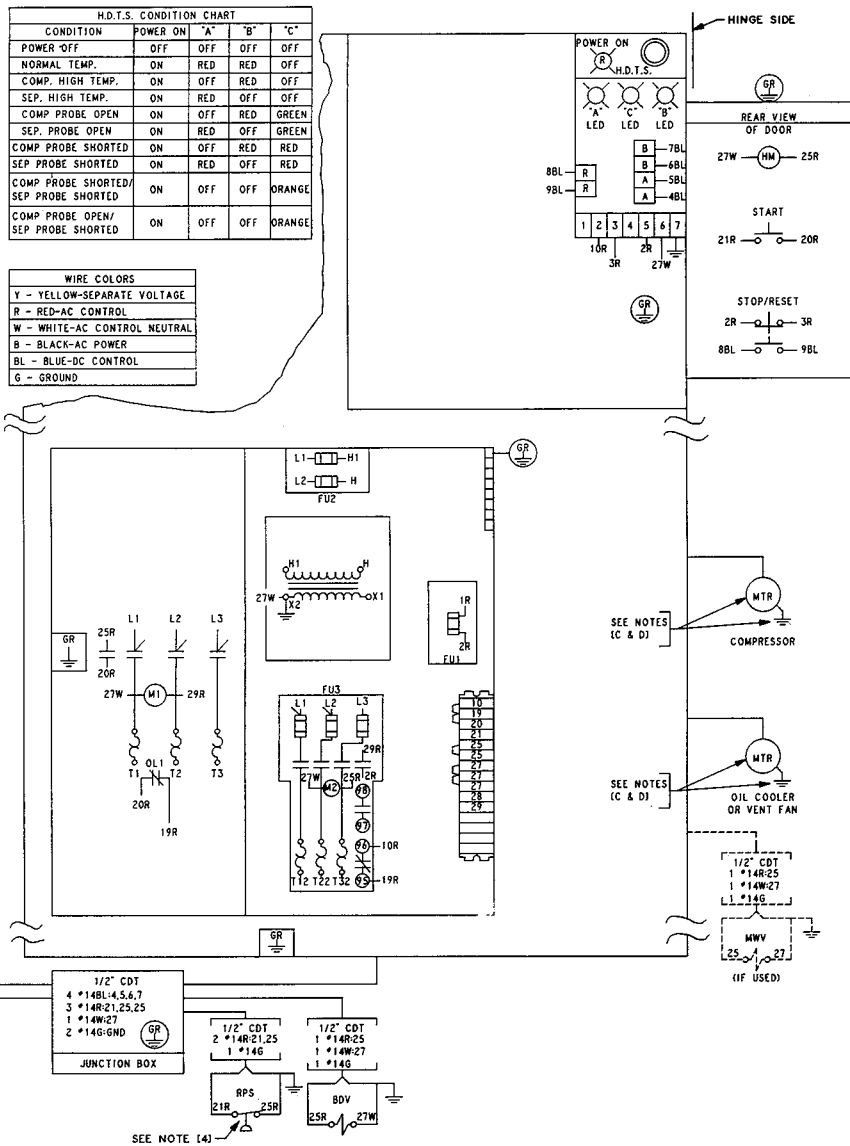 H.D.T.S. CONDITION CHART
CONDITION POWER ON "A" "B" "C"
POWER OFF OFF OFF OFF OFF
NORMAL TEMP. ON RED RED OFF
COMP. HIGH TEMP. ON OFF RED OFF
SEP. HIGH TEMP. ON RED OFF OFF
COMP PROBE OPEN ON OFF RED GREEN
SEP. PROBE OPEN ON RED OFF GREEN
COMP PROBE SHORTED ON OFF RED RED
SEP PROBE SHORTED ON RED OFF RED
COMP PROBE SHORTED/
SEP PROBE SHORTED ON OFF OFF ORANGE
COMP PROBE OPEN/
SEP PROBE SHORTED ON OFF OFF ORANGE
WIRE COLORS
Y - YELLOW-SEPARATE VOLTAGE
R - RED-AC CONTROL
W - WHITE-AC CONTROL NEUTRAL
B - BLACK-AC POWER
BL - BLUE-DC CONTROL
G - GROUND
HINGE SIDE
POWER ON
R
H.D.T.S.
"A" "C" "B"
LED LED LED
B 7BL
B 6BL
A 5BL
A 4BL
8BL R
9BL R
1 2 3 4 5 6 7
10R 2R
3R 27W
GR
GR
REAR VIEW
OF DOOR
27W HM 25R
START
21R 20R
STOP/RESET
2R 3R
8BL 9BL
L1 H1
L2 H
FU2
GR
H1 H
27W X2 X1
1R
2R
FU1
GR
25R
20R
L1 L2 L3
27W M1 29R
T1 T2 T3
OL1
20R
19R
FU3
L1 L2 L3
29R
27W M2 25R 2R
98
97
96 10R
95 19R
T12 T22 T32
10
19
20
21
25
25
27
27
27
28
29
SEE NOTES
(C & D)
MTR
COMPRESSOR
SEE NOTES
(C & D)
MTR
OIL COOLER
OR VENT FAN
1/2" CDT
1 #14R:25
1 #14W:27
1 #14G
MWV
25 27
(IF USED)
GR
1/2" CDT
4 #14BL:4,5,6,7
3 #14R:21,25,25
1 #14W:27
2 #14G:GND
GR
JUNCTION BOX
1/2" CDT
2 #14R:21,25
1 #14G
RPS
21R 25R
SEE NOTE [4]
1/2" CDT
1 #14R:25
1 #14W:27
1 #14G
BDV
25R 27W